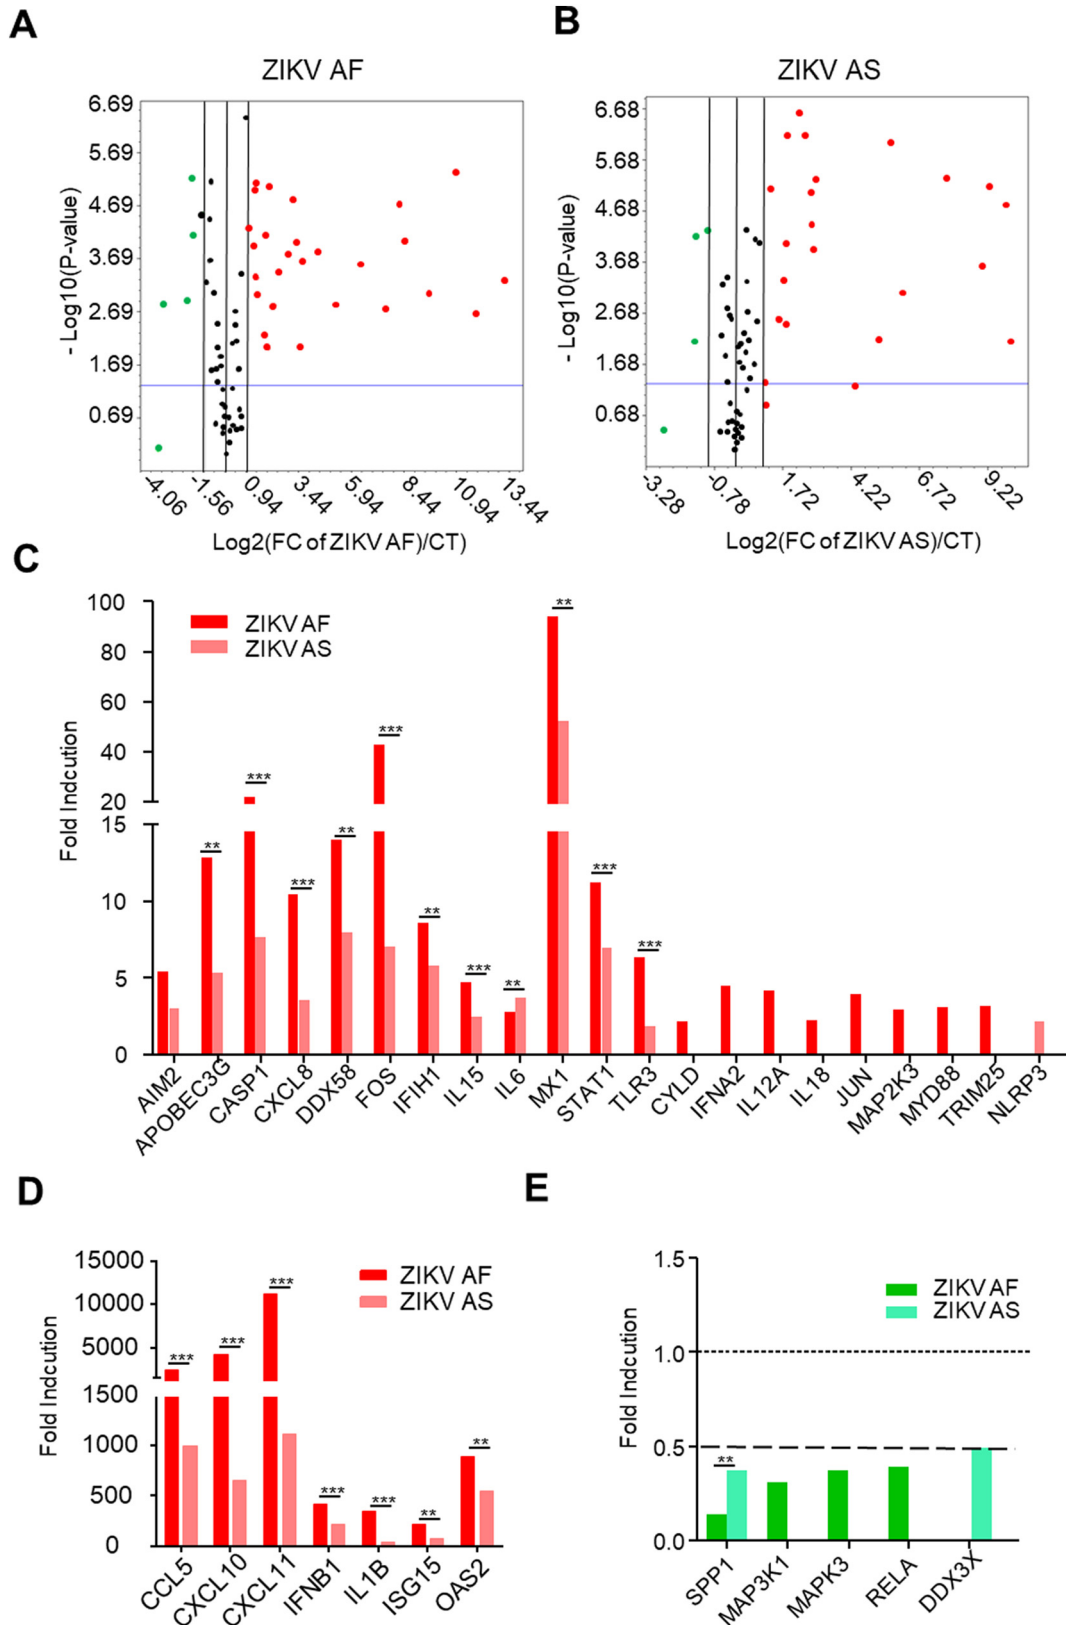 A
ZIKV AF
6.69
5.69
4.69
3.69
2.69
1.69
0.69
- Log10(P-value)
-4.06
-1.56
0.94
3.44
5.94
8.44
10.94
13.44
Log2(FC of ZIKV AF)/CT)
B
ZIKV AS
6.68
5.68
4.68
3.68
2.68
1.68
0.68
- Log10(P-value)
-3.28
-0.78
1.72
4.22
6.72
9.22
Log2(FC of ZIKV AS)/CT)
C
Fold Indcution
100
80
60
40
20
15
10
5
0
ZIKV AF
ZIKV AS
**
***
***
**
***
**
**
***
**
***
***
AIM2
APOBEC3G
CASP1
CXCL8
DDX58
FOS
IFIH1
IL15
IL6
MX1
STAT1
TLR3
CYLD
IFNA2
IL12A
IL18
JUN
MAP2K3
MYD88
TRIM25
NLRP3
D
Fold Indcution
15000
10000
5000
1500
1000
500
0
ZIKV AF
ZIKV AS
***
***
***
***
***
**
**
CCL5
CXCL10
CXCL11
IFNB1
IL1B
ISG15
OAS2
E
Fold Indcution
1.5
1.0
0.5
0.0
ZIKV AF
ZIKV AS
**
SPP1
MAP3K1
MAPK3
RELA
DDX3X